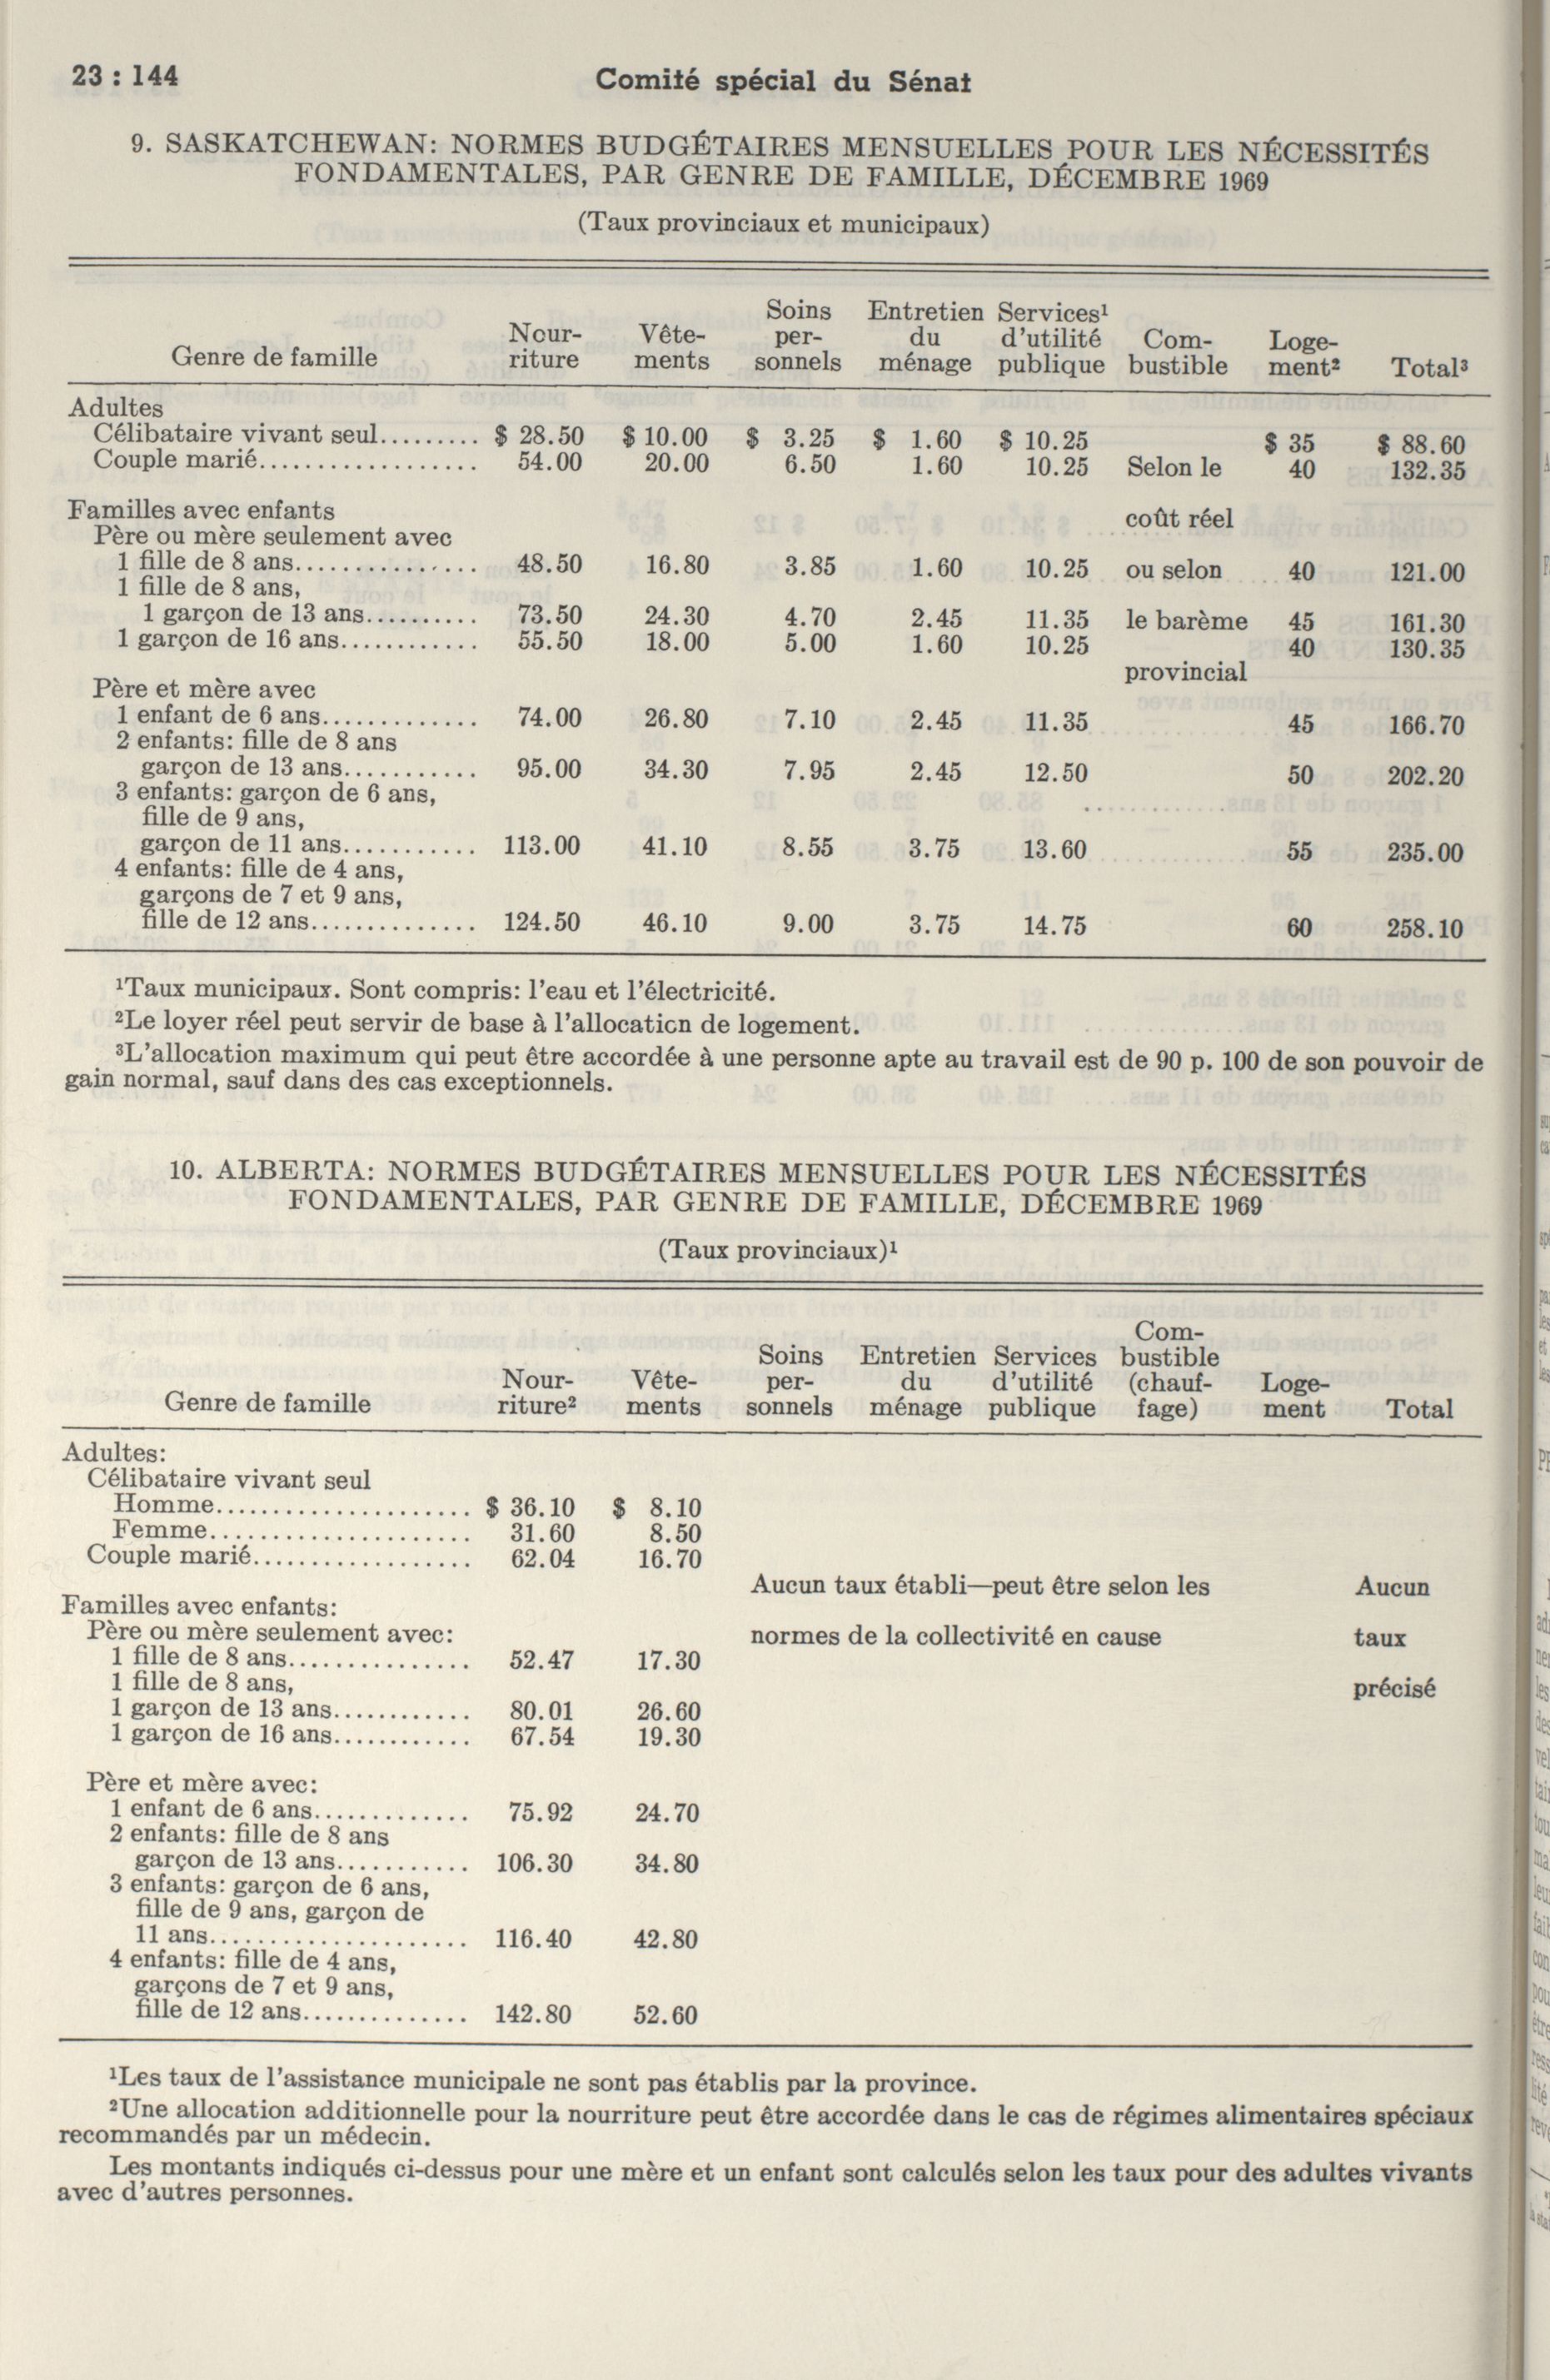 23 : 144
Comité spécial du Sénat
9. SASKATCHEWAN: NORMES BUDGÉTAIRES MENSUELLES POUR LES NÉCESSITÉS
FONDAMENTALES, PAR GENRE DE FAMILLE, DÉCEMBRE 1969
(Taux provinciaux et municipaux)
Soins Entretien Services¹
Nour- Vête- per- du d'utilité Com- Loge-
Genre de famille riture ments sonnels ménage publique bustible ment² Total³
Adultes
Célibataire vivant seul......... $ 28.50 $ 10.00 $ 3.25 $ 1.60 $ 10.25 $ 35 $ 88.60
Couple marié................... 54.00 20.00 6.50 1.60 10.25 Selon le 40 132.35
Familles avec enfants
coût réel
Père ou mère seulement avec
1 fille de 8 ans................ 48.50 16.80 3.85 1.60 10.25 ou selon 40 121.00
1 fille de 8 ans,
1 garçon de 13 ans.......... 73.50 24.30 4.70 2.45 11.35 le barème 45 161.30
1 garçon de 16 ans............ 55.50 18.00 5.00 1.60 10.25 40 130.35
provincial
Père et mère avec
1 enfant de 6 ans............. 74.00 26.80 7.10 2.45 11.35 45 166.70
2 enfants: fille de 8 ans
garçon de 13 ans........... 95.00 34.30 7.95 2.45 12.50 50 202.20
3 enfants: garçon de 6 ans,
fille de 9 ans,
garçon de 11 ans........... 113.00 41.10 8.55 3.75 13.60 55 235.00
4 enfants: fille de 4 ans,
garçons de 7 et 9 ans,
fille de 12 ans.............. 124.50 46.10 9.00 3.75 14.75 60 258.10
¹Taux municipaux. Sont compris: l'eau et l'électricité.
²Le loyer réel peut servir de base à l'allocation de logement.
³L'allocation maximum qui peut être accordée à une personne apte au travail est de 90 p. 100 de son pouvoir de
gain normal, sauf dans des cas exceptionnels.
10. ALBERTA: NORMES BUDGÉTAIRES MENSUELLES POUR LES NÉCESSITÉS
FONDAMENTALES, PAR GENRE DE FAMILLE, DÉCEMBRE 1969
(Taux provinciaux)¹
Com-
Soins Entretien Services bustible
Nour- Vête- per- du d'utilité (chauf- Loge-
Genre de famille riture² ments sonnels ménage publique fage) ment Total
Adultes:
Célibataire vivant seul
Homme...................... $ 36.10 $ 8.10
Femme....................... 31.60 8.50
Couple marié................... 62.04 16.70
Aucun taux établi—peut être selon les Aucun
Familles avec enfants:
Père ou mère seulement avec: normes de la collectivité en cause taux
1 fille de 8 ans................ 52.47 17.30
1 fille de 8 ans, précisé
1 garçon de 13 ans............ 80.01 26.60
1 garçon de 16 ans............ 67.54 19.30
Père et mère avec:
1 enfant de 6 ans............. 75.92 24.70
2 enfants: fille de 8 ans
garçon de 13 ans........... 106.30 34.80
3 enfants: garçon de 6 ans,
fille de 9 ans, garçon de
11 ans....................... 116.40 42.80
4 enfants: fille de 4 ans,
garçons de 7 et 9 ans,
fille de 12 ans.............. 142.80 52.60
¹Les taux de l'assistance municipale ne sont pas établis par la province.
²Une allocation additionnelle pour la nourriture peut être accordée dans le cas de régimes alimentaires spéciaux
recommandés par un médecin.
Les montants indiqués ci-dessus pour une mère et un enfant sont calculés selon les taux pour des adultes vivants
avec d'autres personnes.